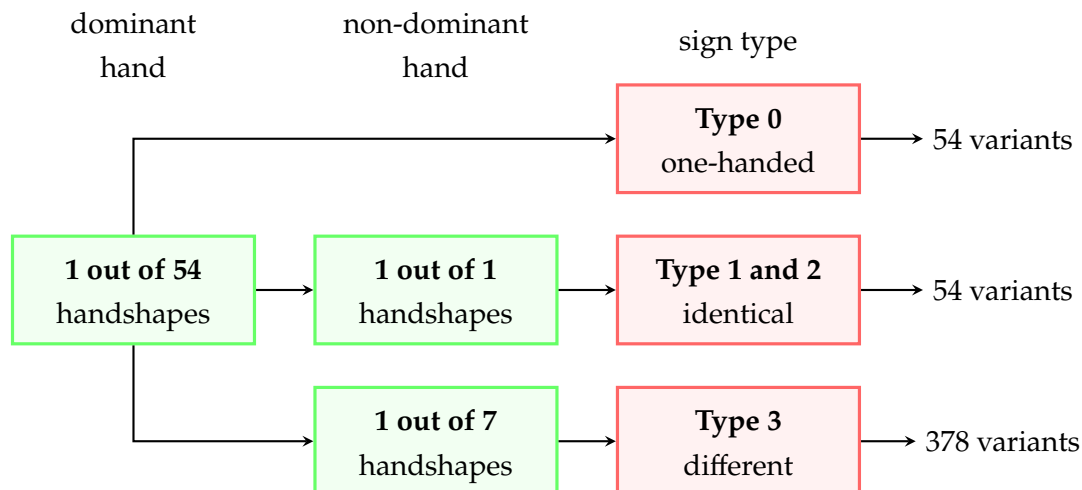 dominant
hand
non-dominant
hand
sign type
Type 0
one-handed
54 variants
1 out of 54
handshapes
1 out of 1
handshapes
Type 1 and 2
identical
54 variants
1 out of 7
handshapes
Type 3
different
378 variants